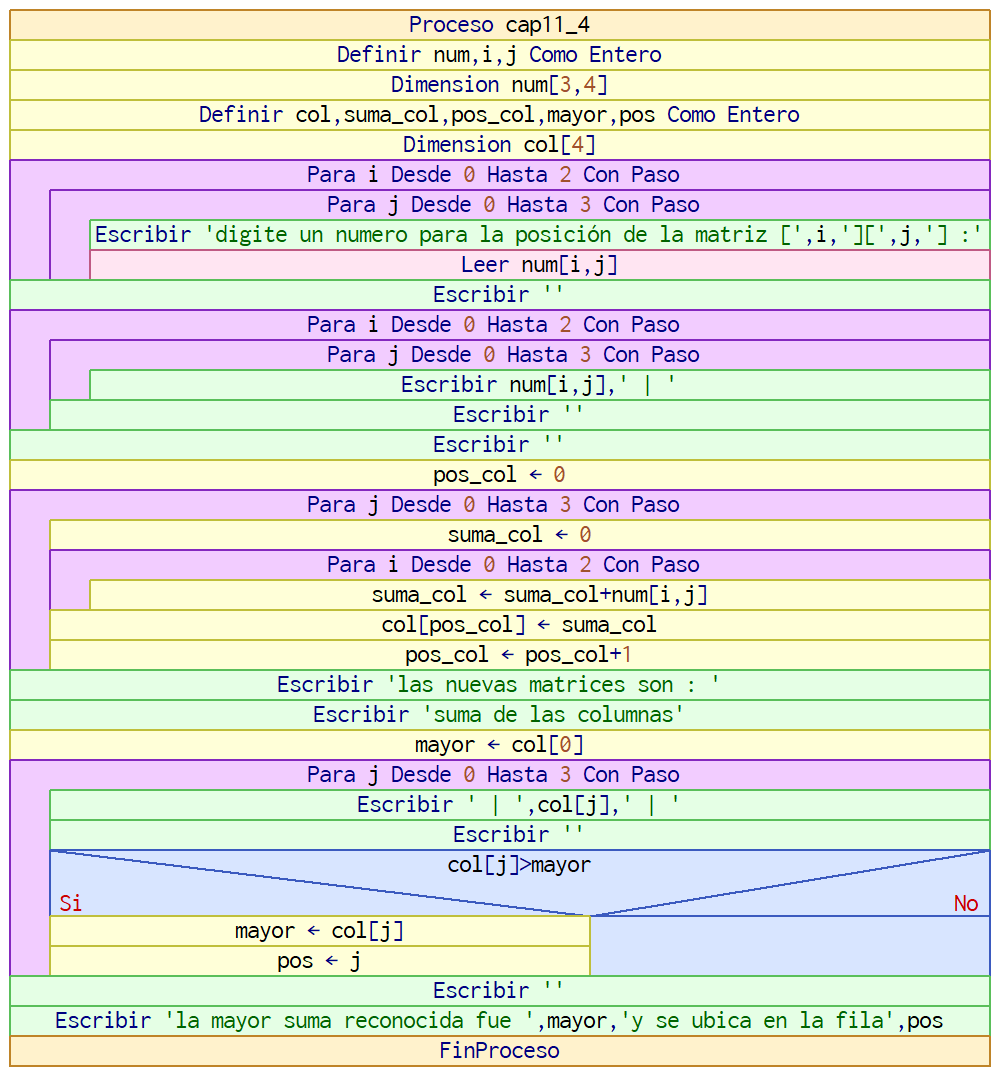 Proceso cap11_4
Definir num,i,j Como Entero
Dimension num[3,4]
Definir col,suma_col,pos_col,mayor,pos Como Entero
Dimension col[4]
Para i Desde 0 Hasta 2 Con Paso
Para j Desde 0 Hasta 3 Con Paso
Escribir 'digite un numero para la posición de la matriz [',i,'][',j,'] :'
Leer num[i,j]
Escribir ''
Para i Desde 0 Hasta 2 Con Paso
Para j Desde 0 Hasta 3 Con Paso
Escribir num[i,j],' | '
Escribir ''
Escribir ''
pos_col ← 0
Para j Desde 0 Hasta 3 Con Paso
suma_col ← 0
Para i Desde 0 Hasta 2 Con Paso
suma_col ← suma_col+num[i,j]
col[pos_col] ← suma_col
pos_col ← pos_col+1
Escribir 'las nuevas matrices son : '
Escribir 'suma de las columnas'
mayor ← col[0]
Para j Desde 0 Hasta 3 Con Paso
Escribir ' | ',col[j],' | '
Escribir ''
col[j]>mayor
Si No
mayor ← col[j]
pos ← j
Escribir ''
Escribir 'la mayor suma reconocida fue ',mayor,'y se ubica en la fila',pos
FinProceso